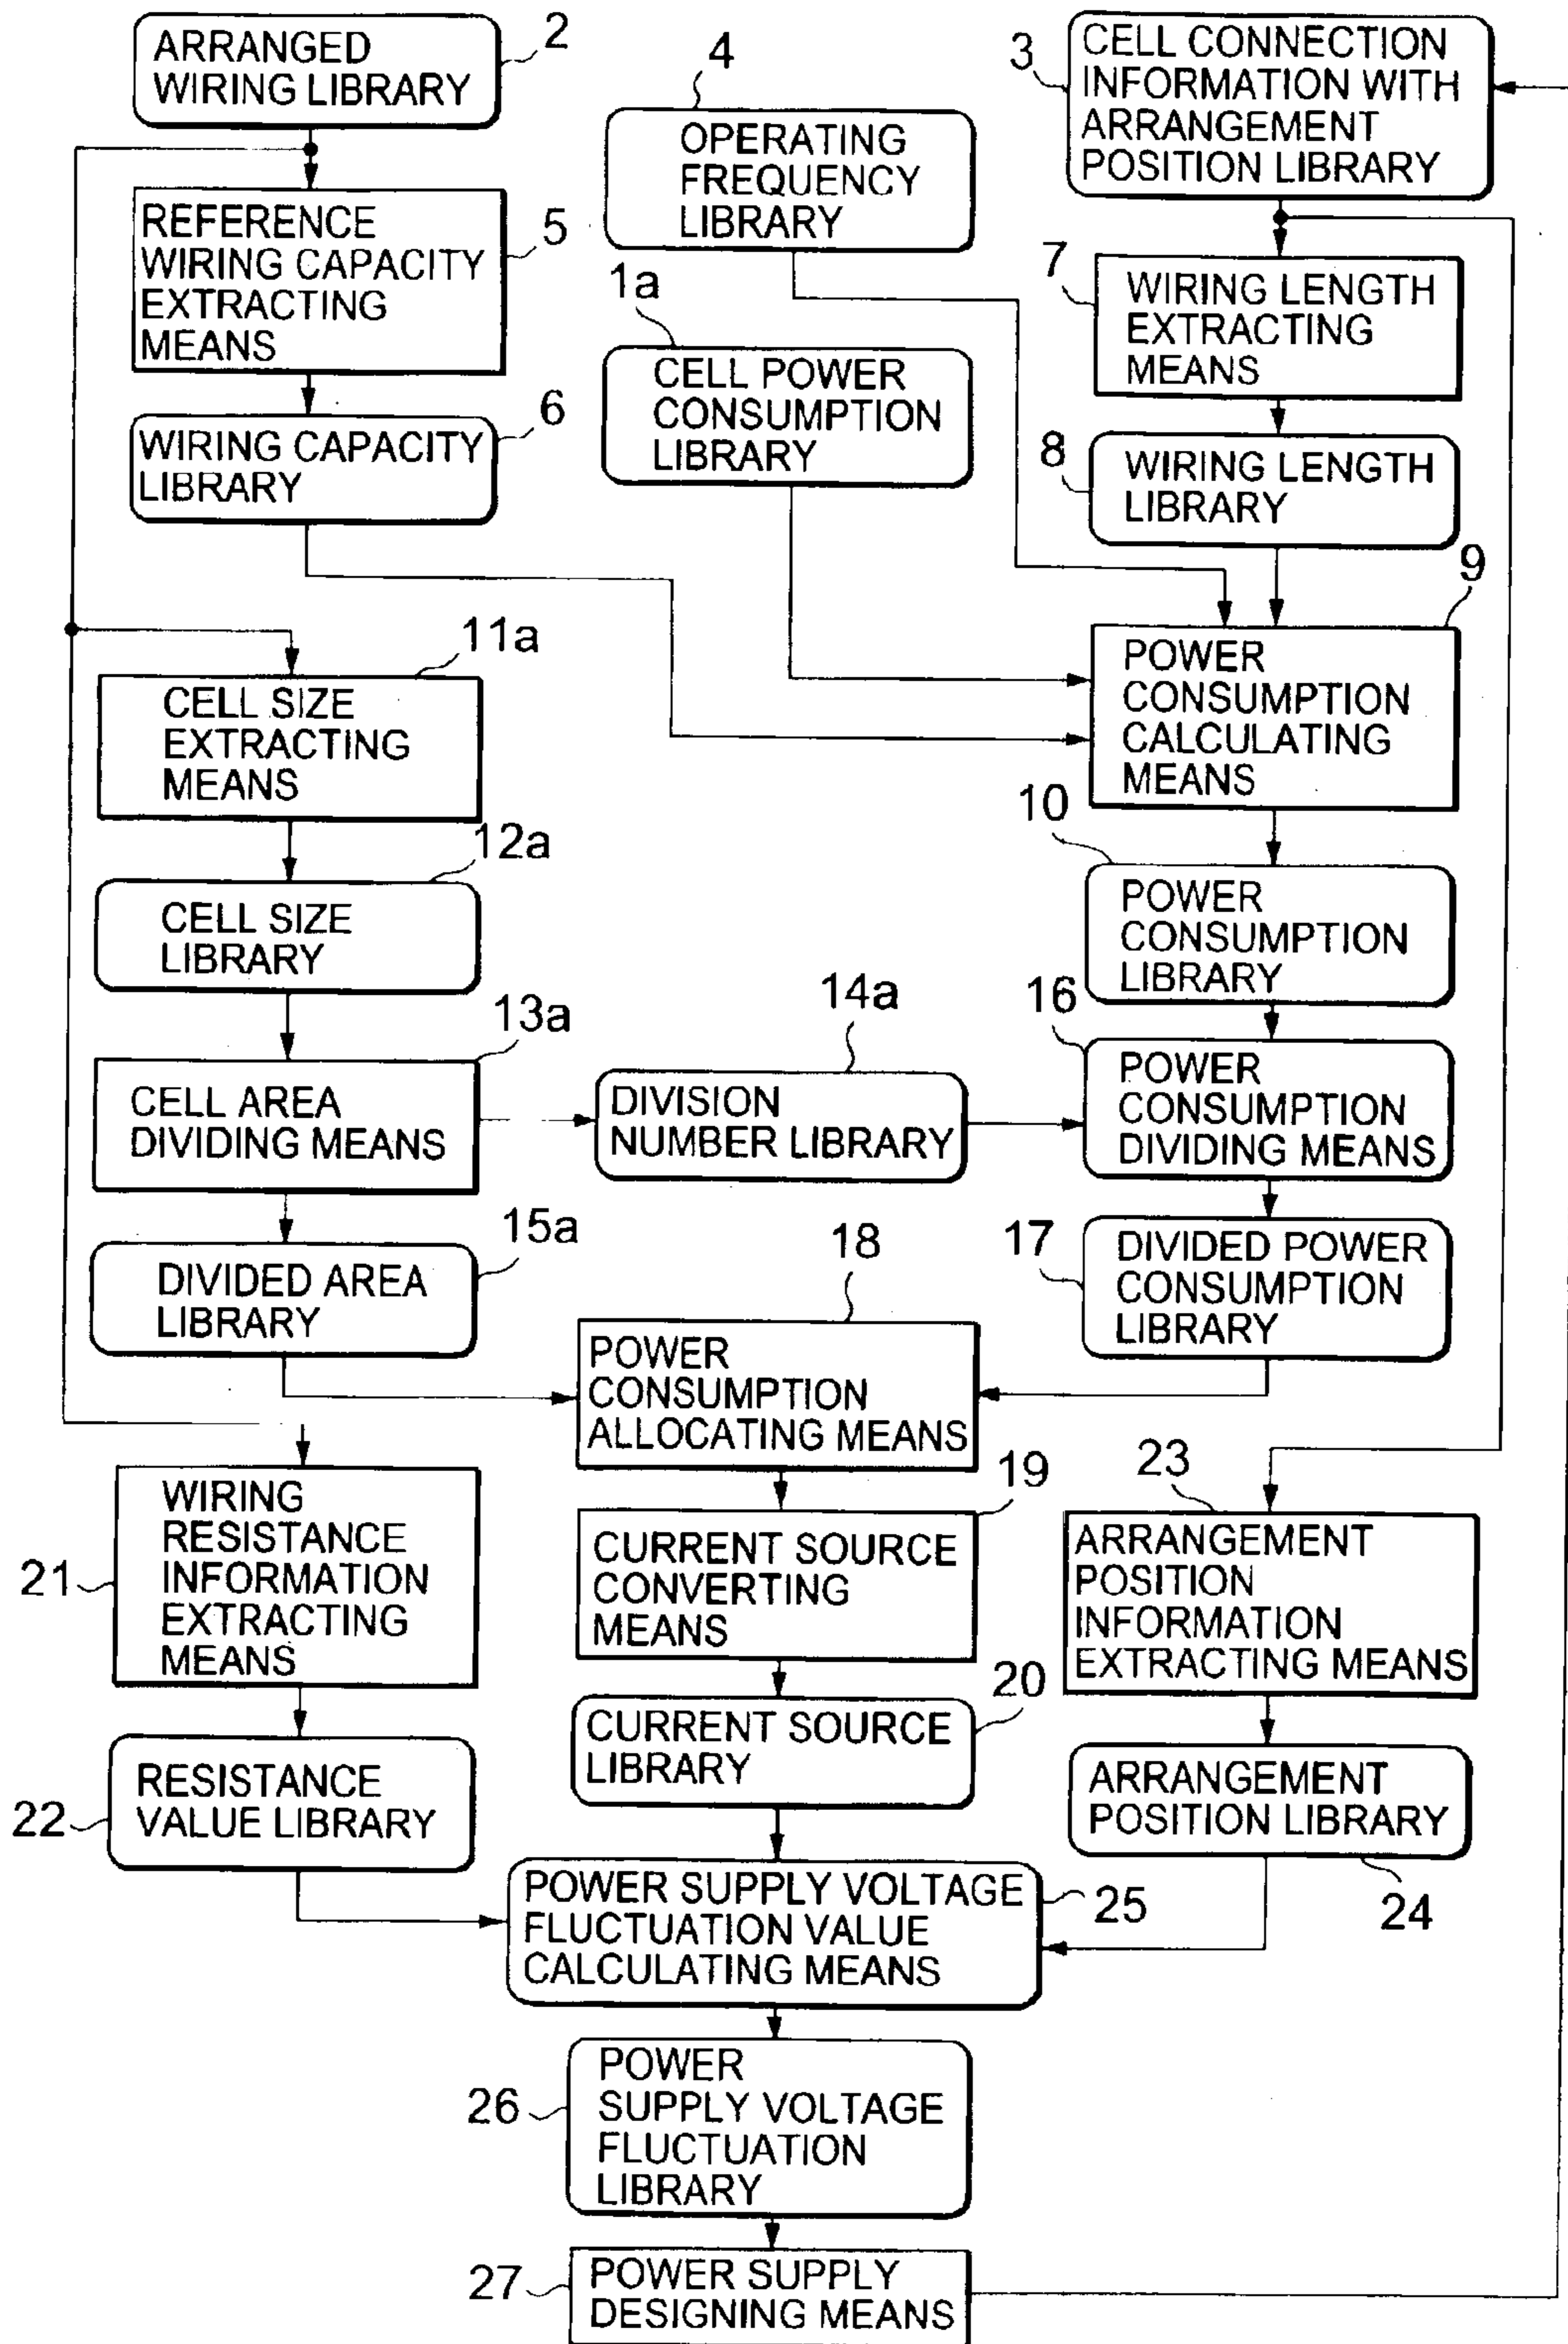 ARRANGED
WIRING LIBRARY
2
4
OPERATING
FREQUENCY
LIBRARY
3
CELL CONNECTION
INFORMATION WITH
ARRANGEMENT
POSITION LIBRARY
REFERENCE
WIRING CAPACITY
EXTRACTING
MEANS
5
1a
CELL POWER
CONSUMPTION
LIBRARY
7
WIRING LENGTH
EXTRACTING
MEANS
WIRING CAPACITY
LIBRARY
6
8
WIRING LENGTH
LIBRARY
9
POWER
CONSUMPTION
CALCULATING
MEANS
11a
CELL SIZE
EXTRACTING
MEANS
10
POWER
CONSUMPTION
LIBRARY
12a
CELL SIZE
LIBRARY
13a
CELL AREA
DIVIDING MEANS
14a
DIVISION
NUMBER LIBRARY
16
POWER
CONSUMPTION
DIVIDING MEANS
15a
DIVIDED AREA
LIBRARY
17
DIVIDED POWER
CONSUMPTION
LIBRARY
18
POWER
CONSUMPTION
ALLOCATING MEANS
21
WIRING
RESISTANCE
INFORMATION
EXTRACTING
MEANS
19
CURRENT SOURCE
CONVERTING
MEANS
23
ARRANGEMENT
POSITION
INFORMATION
EXTRACTING MEANS
22
RESISTANCE
VALUE LIBRARY
20
CURRENT SOURCE
LIBRARY
ARRANGEMENT
POSITION LIBRARY
24
POWER SUPPLY VOLTAGE
FLUCTUATION VALUE
CALCULATING MEANS
25
26
POWER
SUPPLY VOLTAGE
FLUCTUATION
LIBRARY
27
POWER SUPPLY
DESIGNING MEANS